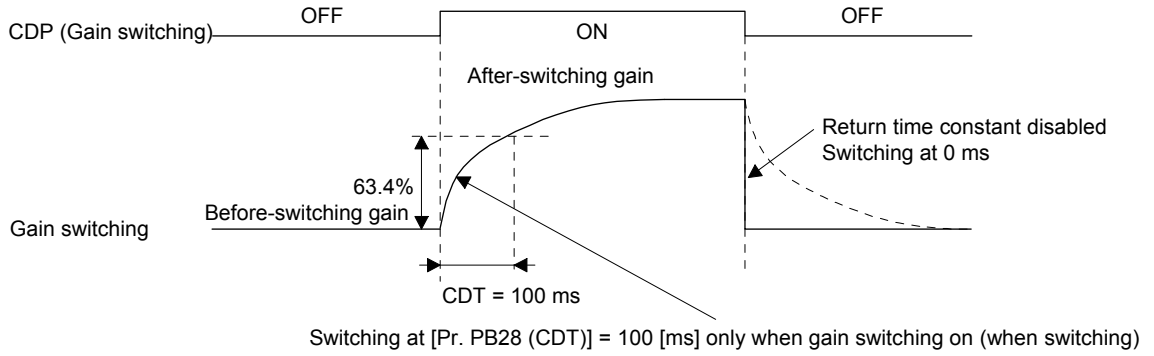 OFF
OFF
CDP (Gain switching)
ON
After-switching gain
Return time constant disabled
Switching at 0 ms
63.4%
Before-switching gain
Gain switching
CDT = 100 ms
Switching at [Pr. PB28 (CDT)] = 100 [ms] only when gain switching on (when switching)